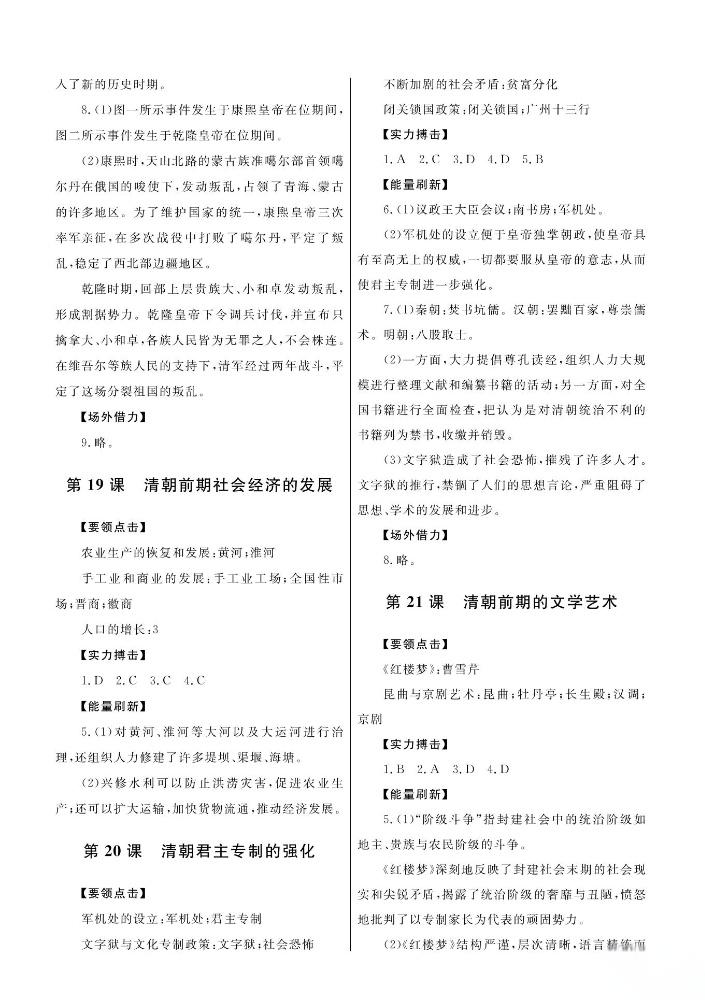 入了新的历史时期。
8.(1)图一所示事件发生于康熙皇帝在位期间,
图二所示事件发生于乾隆皇帝在位期间。
(2)康熙时,天山北路的蒙古族准噶尔部首领噶
尔丹在俄国的唆使下,发动叛乱,占领了青海、蒙古
的许多地区。为了维护国家的统一,康熙皇帝三次
率军亲征,在多次战役中打败了噶尔丹,平定了叛
乱,稳定了西北部边疆地区。
乾隆时期,回部上层贵族大、小和卓发动叛乱,
形成割据势力。乾隆皇帝下令调兵讨伐,并宣布只
擒拿大、小和卓,各族人民皆为无罪之人,不会株连。
在维吾尔等族人民的支持下,清军经过两年战斗,平
定了这场分裂祖国的叛乱。
【场外借力】
9.略。
第19课 清朝前期社会经济的发展
【要领点击】
农业生产的恢复和发展:黄河;淮河
手工业和商业的发展:手工业工场;全国性市
场;晋商;徽商
人口的增长:3
【实力搏击】
1.D 2.C 3.C 4.C
【能量刷新】
5.(1)对黄河、淮河等大河以及大运河进行治
理,还组织人力修建了许多堤坝、渠堰、海塘。
(2)兴修水利可以防止洪涝灾害,促进农业生
产;还可以扩大运输,加快货物流通,推动经济发展。
第20课 清朝君主专制的强化
【要领点击】
军机处的设立:军机处;君主专制
文字狱与文化专制政策:文字狱;社会恐怖
不断加剧的社会矛盾:贫富分化
闭关锁国政策:闭关锁国;广州十三行
【实力搏击】
1.A 2.C 3.D 4.D 5.B
【能量刷新】
6.(1)议政王大臣会议;南书房;军机处。
(2)军机处的设立便于皇帝独掌朝政,使皇帝具
有至高无上的权威,一切都要服从皇帝的意志,从而
使君主专制进一步强化。
7.(1)秦朝:焚书坑儒。汉朝:罢黜百家,尊崇儒
术。明朝:八股取士。
(2)一方面,大力提倡尊孔读经,组织人力大规
模进行整理文献和编纂书籍的活动;另一方面,对全
国书籍进行全面检查,把认为是对清朝统治不利的
书籍列为禁书,收缴并销毁。
(3)文字狱造成了社会恐怖,摧残了许多人才。
文字狱的推行,禁锢了人们的思想言论,严重阻碍了
思想、学术的发展和进步。
【场外借力】
8.略。
第21课 清朝前期的文学艺术
【要领点击】
《红楼梦》:曹雪芹
昆曲与京剧艺术:昆曲;牡丹亭;长生殿;汉调;
京剧
【实力搏击】
1.B 2.A 3.D 4.D
【能量刷新】
5.(1)“阶级斗争”指封建社会中的统治阶级如
地主、贵族与农民阶级的斗争。
《红楼梦》深刻地反映了封建社会末期的社会现
实和尖锐矛盾,揭露了统治阶级的奢靡与丑陋,愤怒
地批判了以专制家长为代表的顽固势力。
(2)《红楼梦》结构严谨,层次清晰,语言